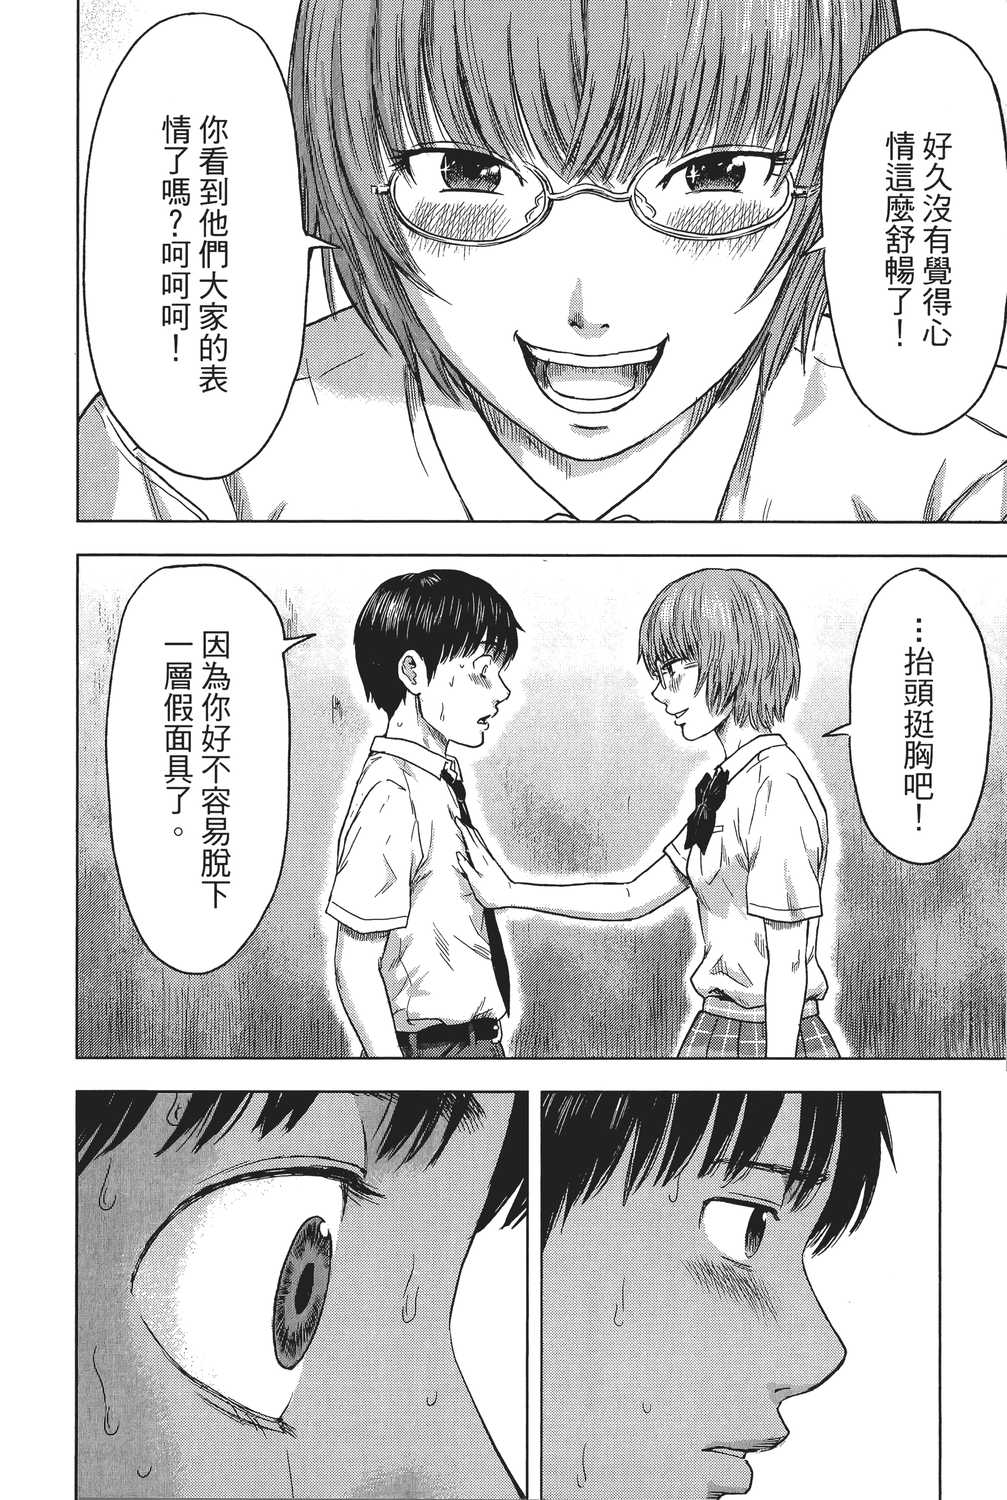 好久沒有覺得心
情這麼舒暢了！
你看到他們大家的表
情了嗎？呵呵呵！
…抬頭挺胸吧！
因為你好不容易脫下
一層假面具了。